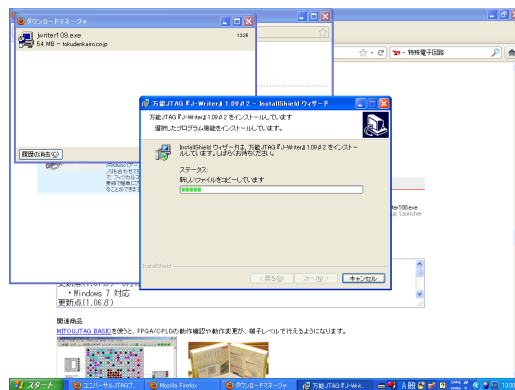 ダウンロードマネージャ
jwriter109.exe
13:25
5.4 MB — tokudenkairo.co.jp
履歴の消去(C)
特殊電子回路
万能JTAG『J-Writer』1.09β2 - InstallShield ウィザード
万能JTAG『J-Writer』1.09β2 をインストールしています
選択したプログラム機能をインストールしています。
InstallShield ウィザードは、万能JTAG『J-Writer』1.09β2 をインストー
ルしています。しばらくお待ちください。
ステータス:
新しいファイルをコピーしています
InstallShield
< 戻る(B)
次へ(N) >
キャンセル
・Windows 7 対応
更新点(1.06β)
関連商品
MITOUJTAG BASICを使うと、FPGA/CPLDの動作確認や動作変更が、端子レベルで行えるようになります。
スタート
ユニバーサルJTAGア...
Mozilla Firefox
ダウンロードマネージャ
万能JTAG『J-Writ...